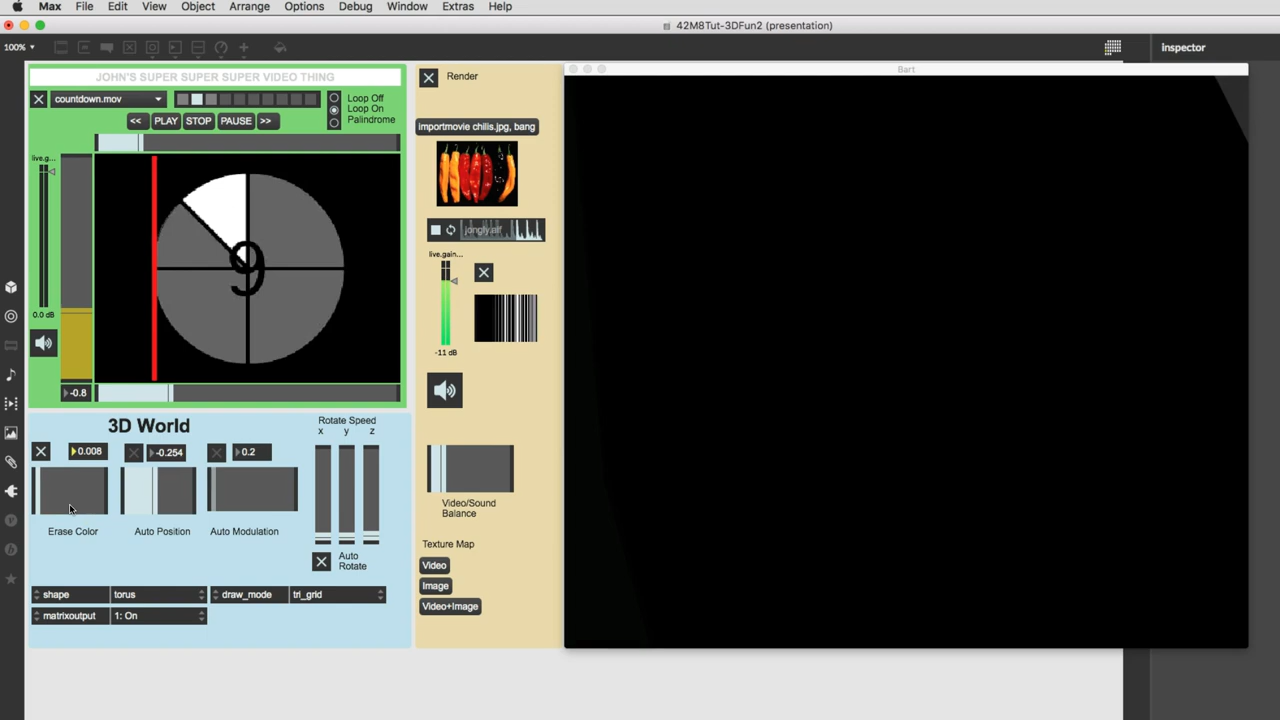 Max File Edit View Object Arrange Options Debug Window Extras Help
42M8Tut-3DFun2 (presentation)
100%
inspector
JOHN'S SUPER SUPER SUPER VIDEO THING
countdown.mov
Loop Off
Loop On
Palindrome
<< PLAY STOP PAUSE >>
live.g...
9
0.0 dB
-0.8
Render
importmovie chilis.jpg, bang
jongly.aif
live.gain...
-11 dB
Video/Sound
Balance
Texture Map
Video
Image
Video+Image
Bart
3D World
Rotate Speed
x y z
0.008
-0.254
0.2
Erase Color
Auto Position
Auto Modulation
Auto
Rotate
shape torus draw_mode tri_grid
matrixoutput 1: On